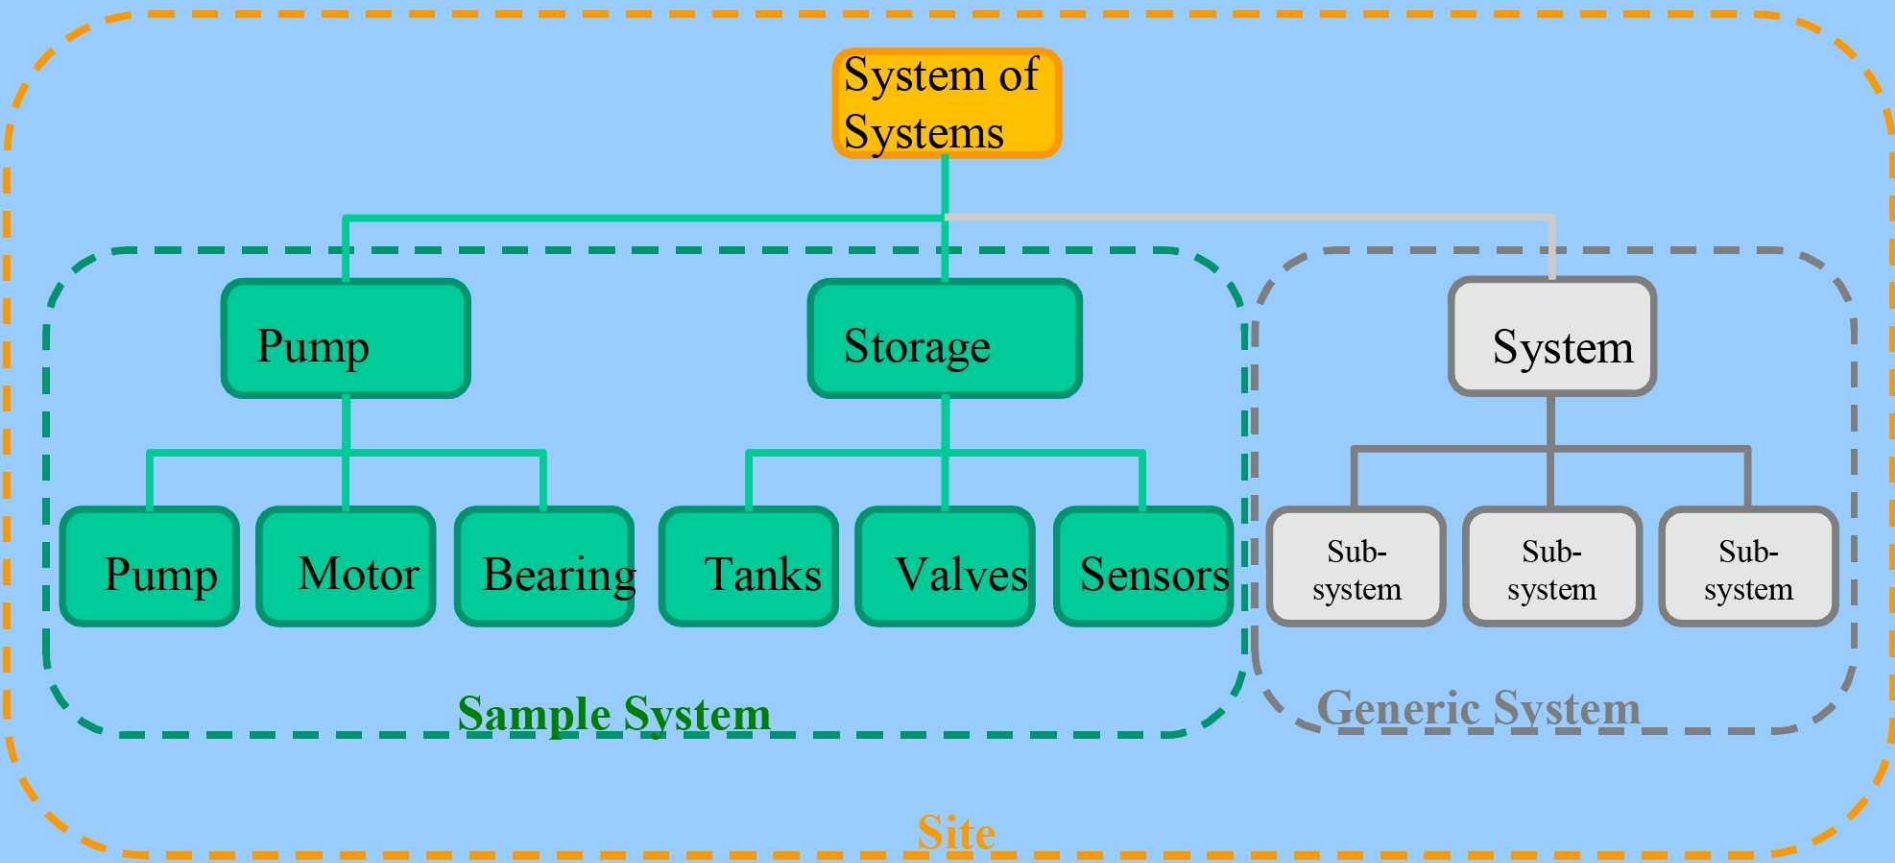 System of
Systems
Pump
Storage
System
Pump
Motor
Bearing
Tanks
Valves
Sensors
Sub-
system
Sub-
system
Sub-
system
Sample System
Generic System
Site